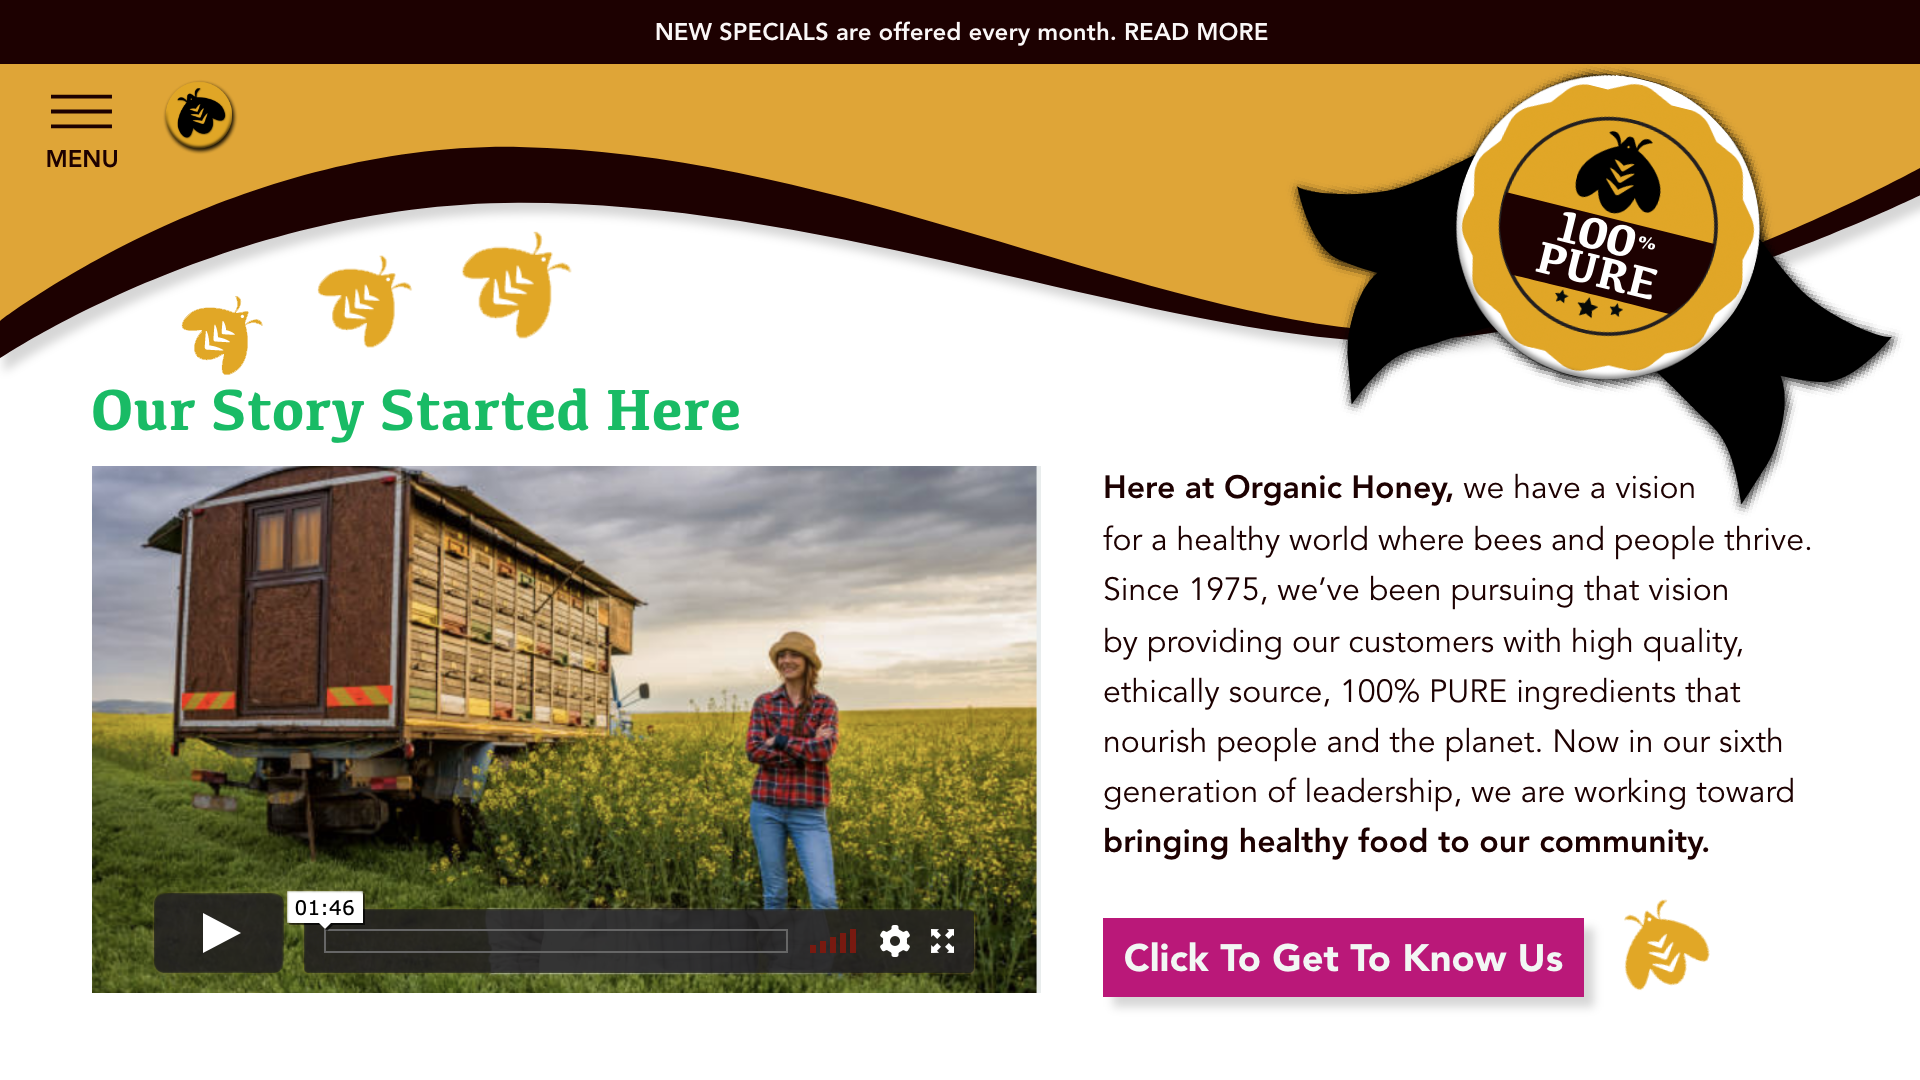 NEW SPECIALS are offered every month. READ MORE
MENU
100%
PURE
Our Story Started Here
Here at Organic Honey, we have a vision
for a healthy world where bees and people thrive.
Since 1975, we’ve been pursuing that vision
by providing our customers with high quality,
ethically source, 100% PURE ingredients that
nourish people and the planet. Now in our sixth
generation of leadership, we are working toward
bringing healthy food to our community.
01:46
Click To Get To Know Us